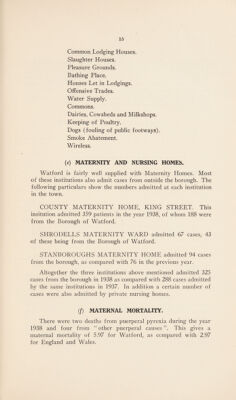 15
Common Lodging Houses.
Slaughter Houses.
Pleasure Grounds.
Bathing Place.
Houses Let in Lodgings.
Offensive Trades.
Water Supply.
Commons.
Dairies, Cowsheds and Milkshops.
Keeping of Poultry.
Dogs (fouling of public footways).
Smoke Abatement.
Wireless.
(e) MATERNITY AND NURSING HOMES.
Watford is fairly well supplied with Maternity Homes. Most
of these institutions also admit cases from outside the borough. The
following particulars show the numbers admitted at each institution
in the town.
COUNTY MATERNITY HOME, KING STREET. This
institution admitted 359 patients in the year 1938, of whom 188 were
from the Borough of Watford.
SHRODELLS MATERNITY WARD admitted 67 cases, 43
of these being from the Borough of Watford.
STANBOROUGHS MATERNITY HOME admitted 94 cases
from the borough, as compared with 76 in the previous year.
Altogether the three institutions above mentioned admitted 325
cases from the borough in 1938 as compared with 288 cases admitted
by the same institutions in 1937. In addition a certain number of
cases were also admitted by private nursing homes.
(f) MATERNAL MORTALITY.
There were two deaths from puerperal pyrexia during the year
1938 and four from "other puerperal causes". This gives a
maternal mortality of 5.97 for Watford, as compared with 2.97
for England and Wales.